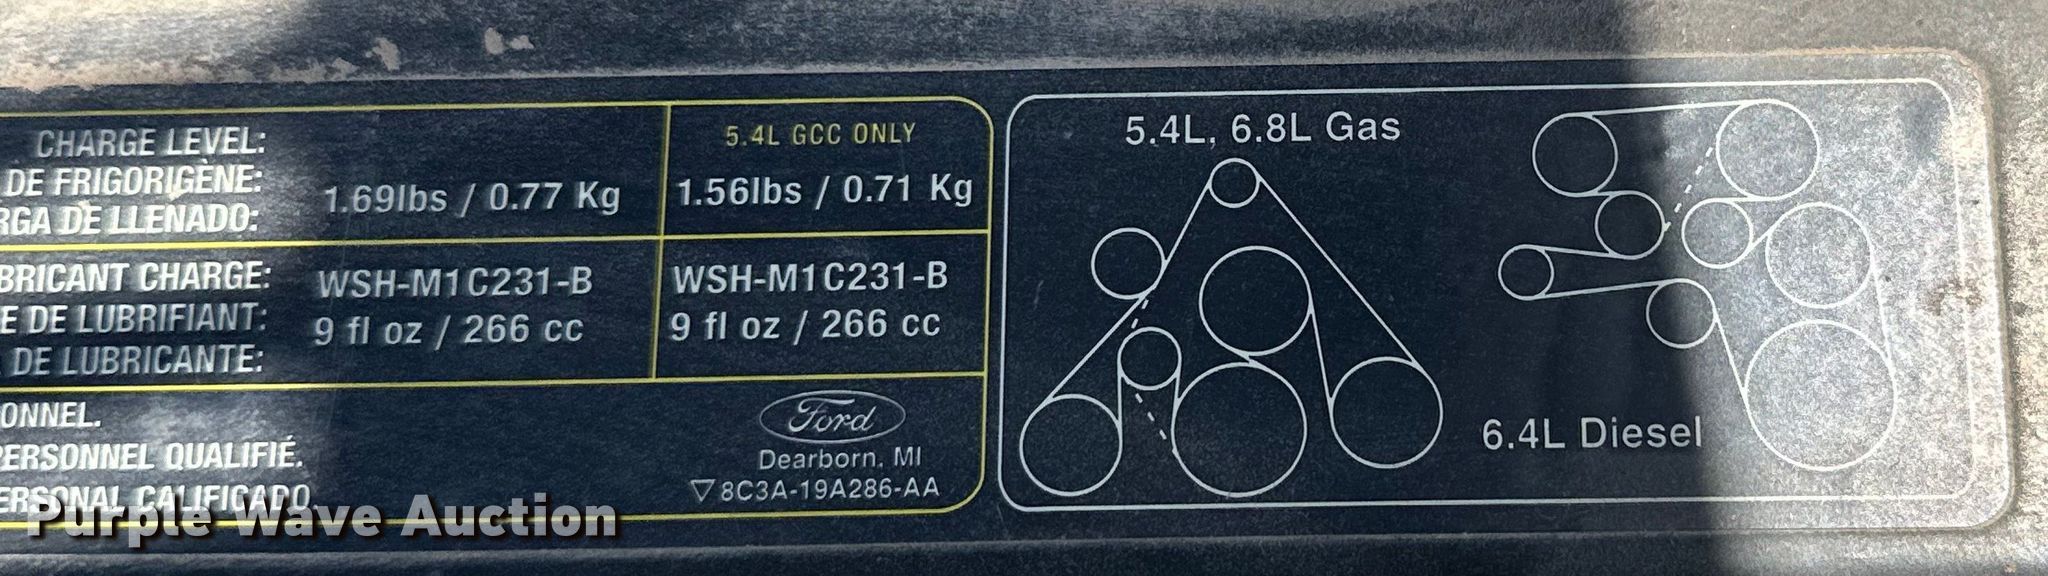 CHARGE LEVEL:
DE FRIGORIGÈNE:
RGA DE LLENADO:
1.69lbs / 0.77 Kg
5.4L GCC ONLY
1.56lbs / 0.71 Kg
BRICANT CHARGE:
E DE LUBRIFIANT:
DE LUBRICANTE:
WSH-M1C231-B
9 fl oz / 266 cc
WSH-M1C231-B
9 fl oz / 266 cc
ONNEL.
PERSONNEL QUALIFIÉ.
ERSONAL CALIFICADO.
Ford
Dearborn, MI
8C3A-19A286-AA
5.4L, 6.8L Gas
6.4L Diesel
Purple Wave Auction